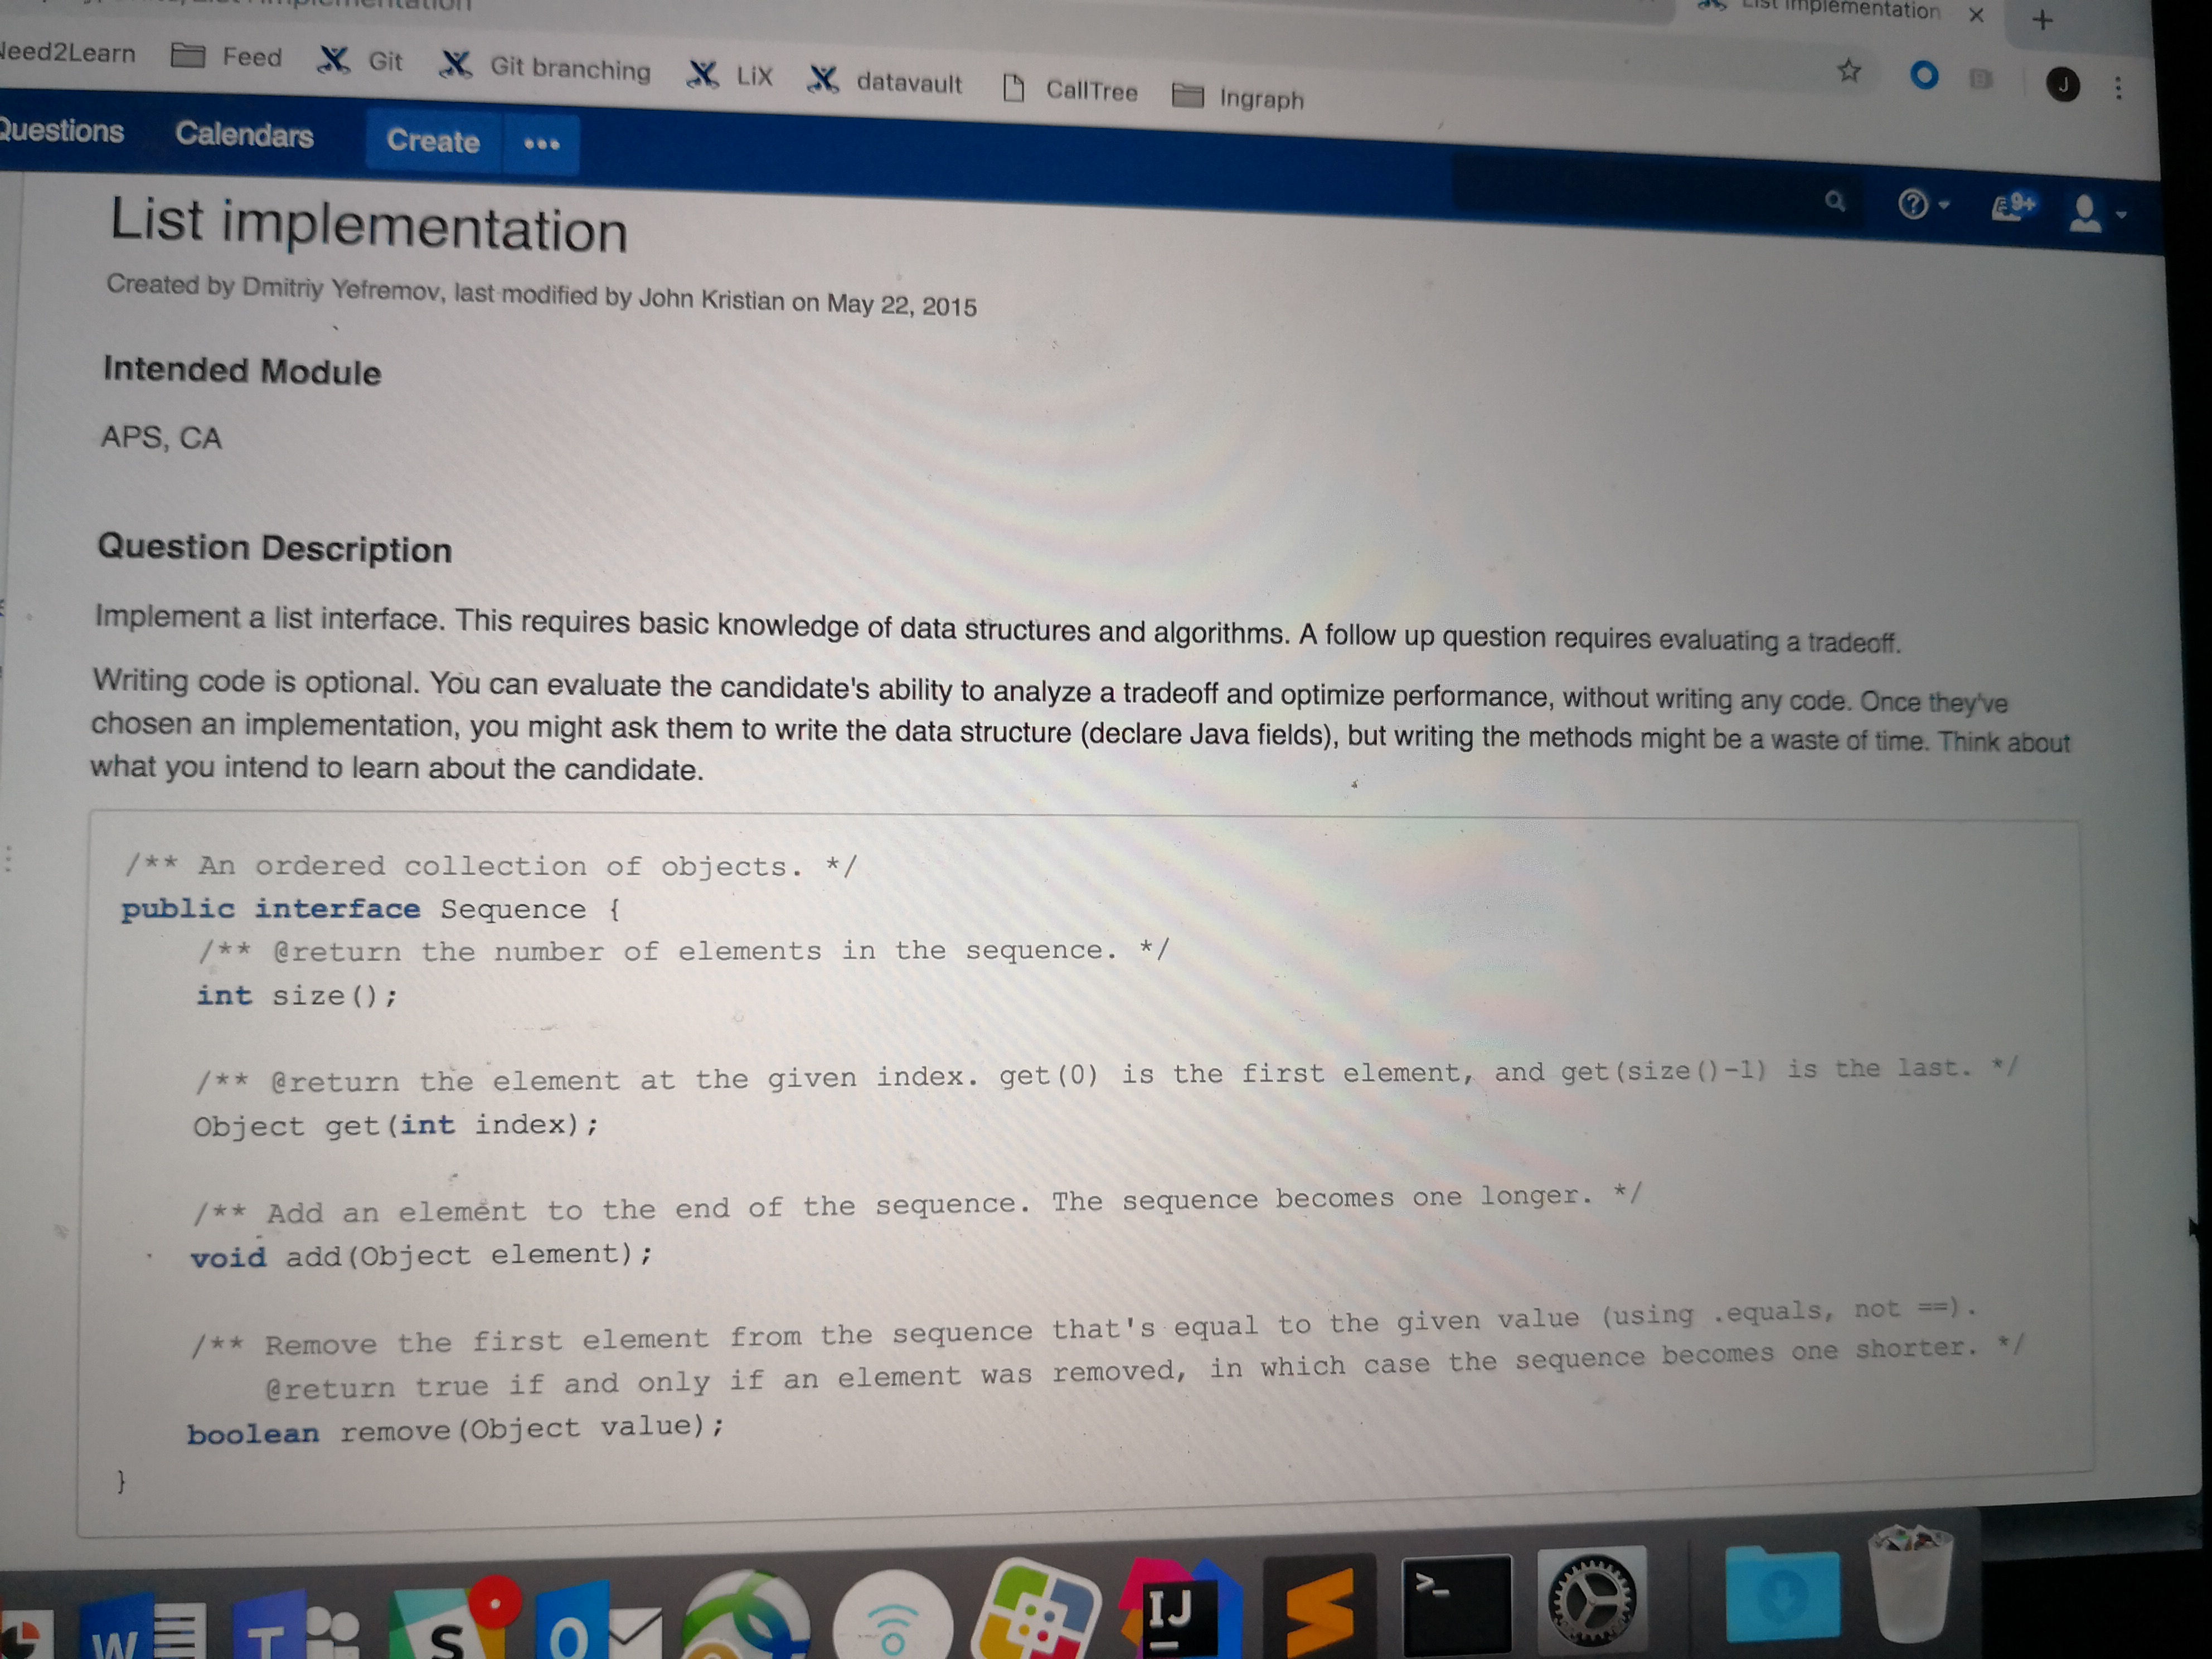 List implementation
Need2Learn Feed Git Git branching LiX datavault CallTree Ingraph
J
Questions Calendars Create •••
9+
List implementation
Created by Dmitriy Yefremov, last modified by John Kristian on May 22, 2015
Intended Module
APS, CA
Question Description
Implement a list interface. This requires basic knowledge of data structures and algorithms. A follow up question requires evaluating a tradeoff.
Writing code is optional. You can evaluate the candidate's ability to analyze a tradeoff and optimize performance, without writing any code. Once they've
chosen an implementation, you might ask them to write the data structure (declare Java fields), but writing the methods might be a waste of time. Think about
what you intend to learn about the candidate.
/** An ordered collection of objects. */
public interface Sequence {
/** @return the number of elements in the sequence. */
int size();
/** @return the element at the given index. get(0) is the first element, and get(size()-1) is the last. */
Object get(int index);
/** Add an element to the end of the sequence. The sequence becomes one longer. */
void add(Object element);
/** Remove the first element from the sequence that's equal to the given value (using .equals, not ==).
@return true if and only if an element was removed, in which case the sequence becomes one shorter. */
boolean remove(Object value);
}
W T S O IJ >_